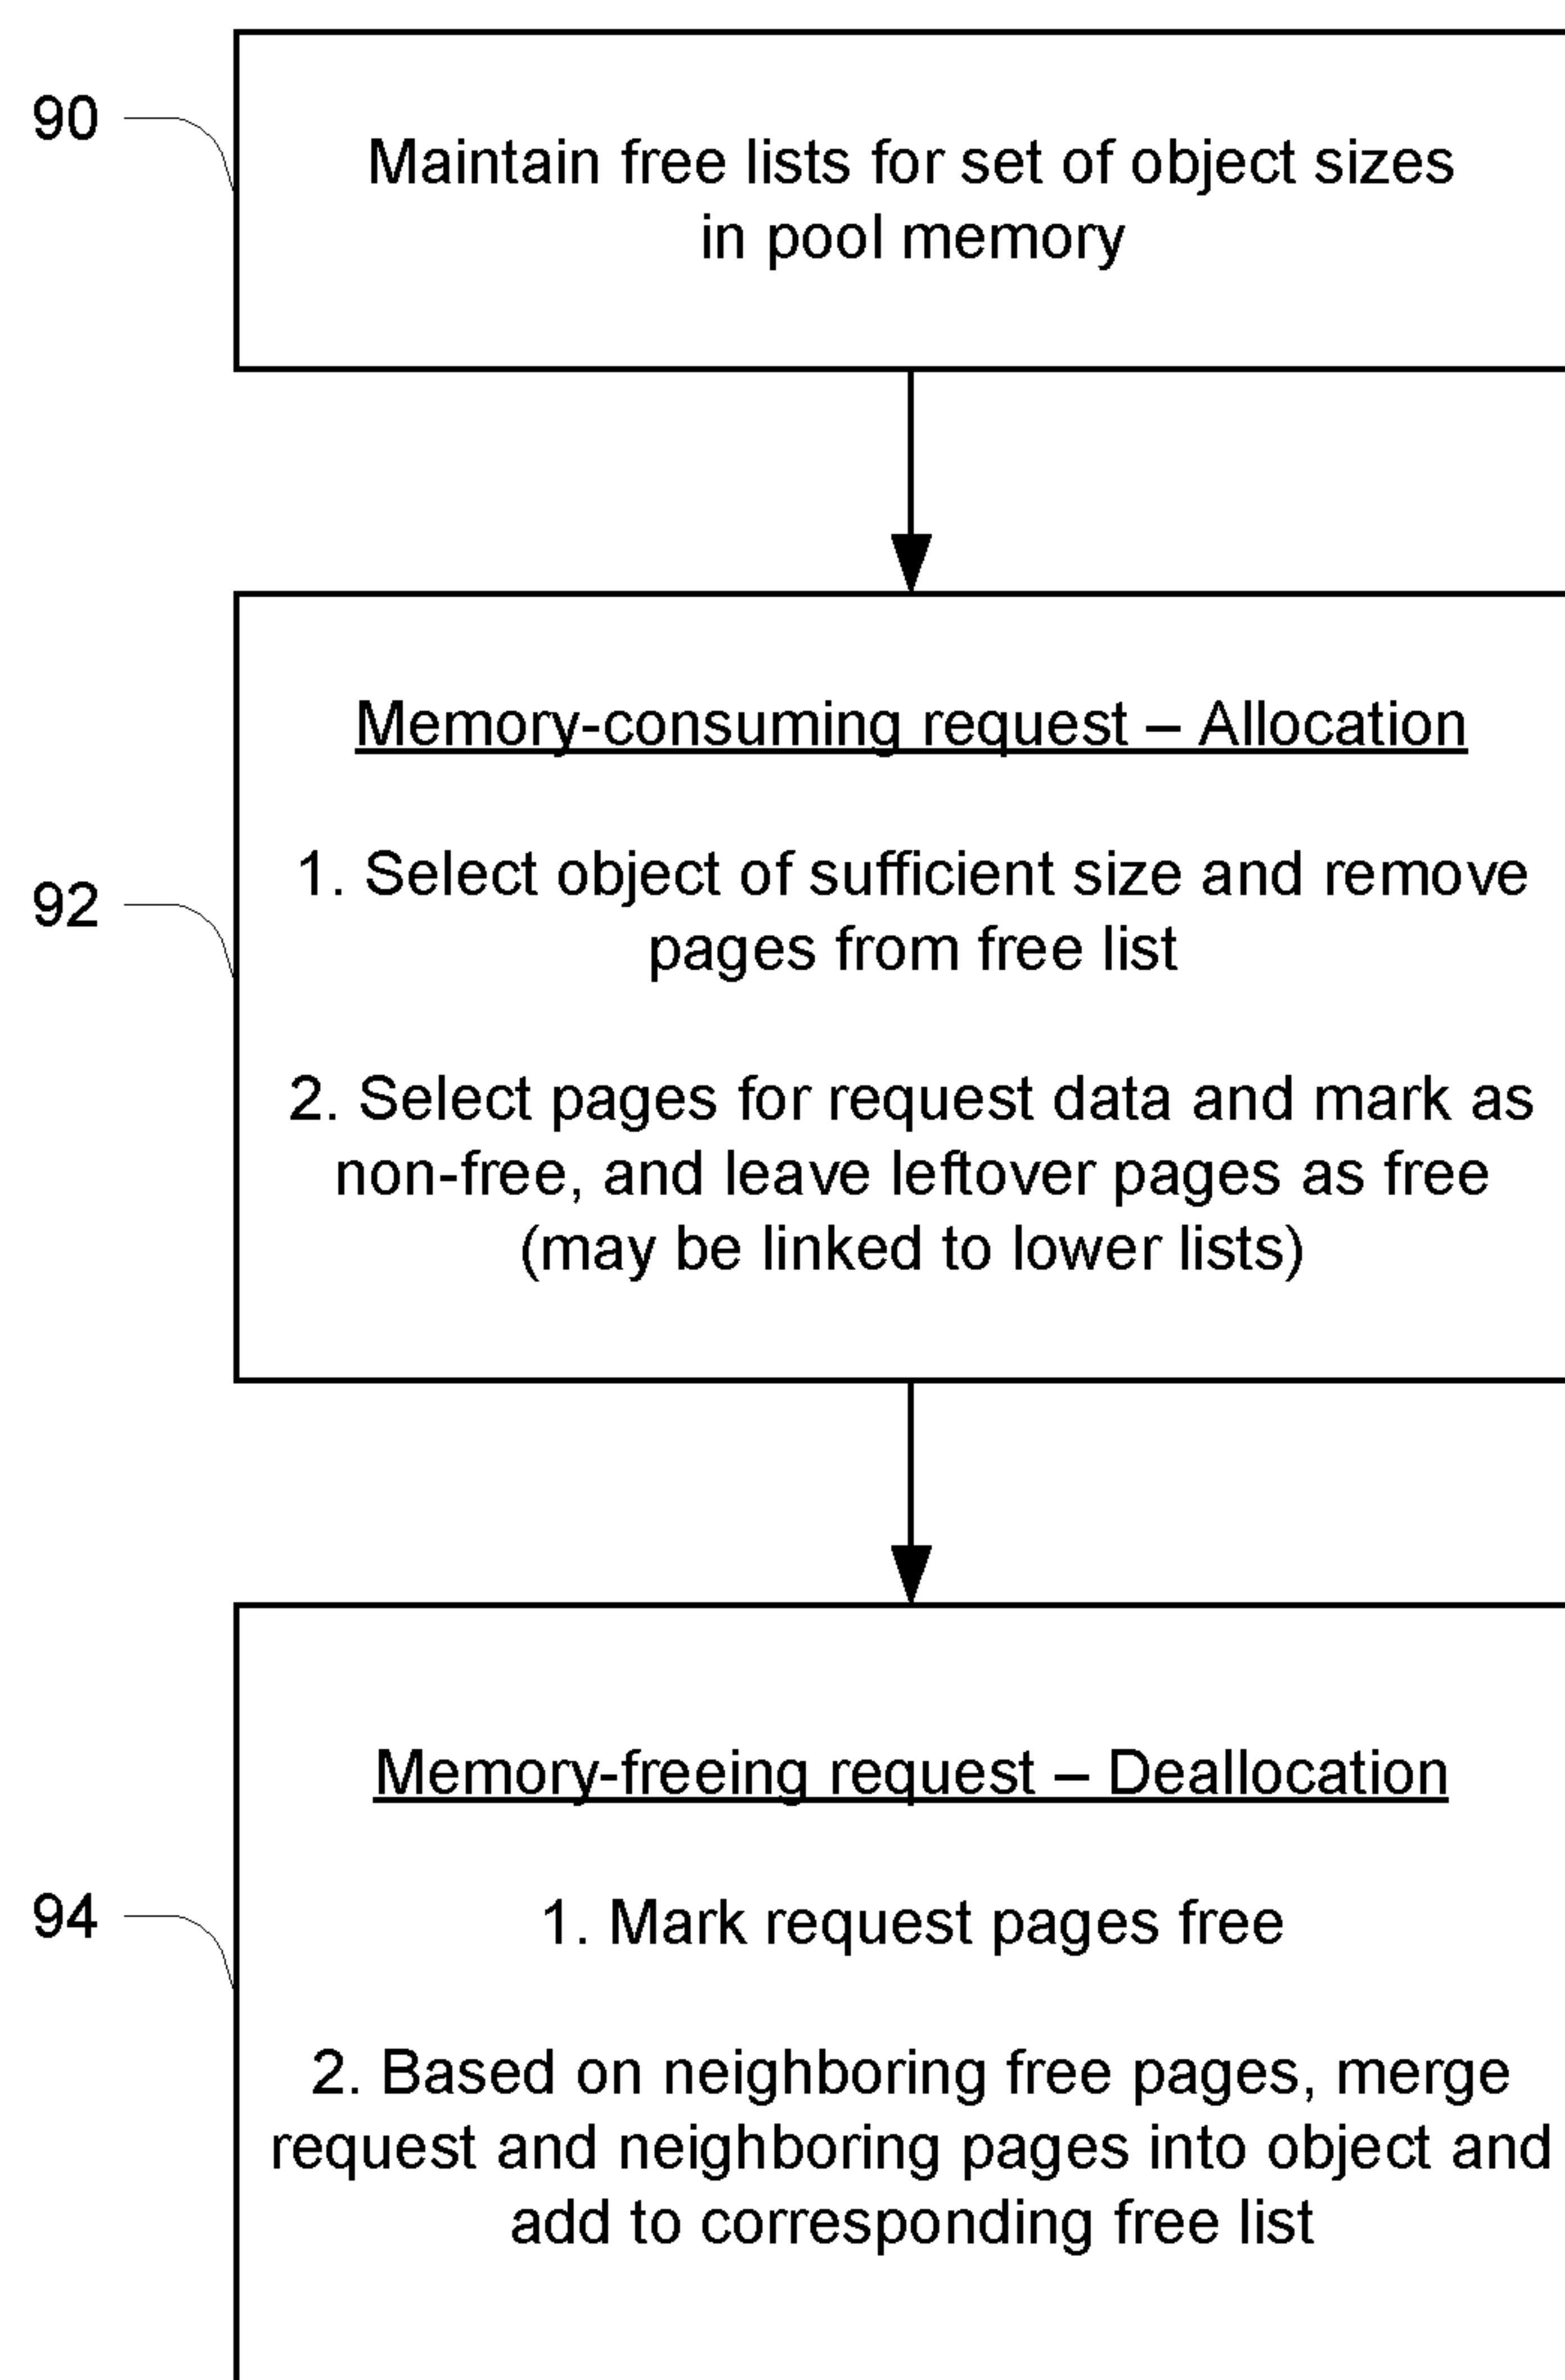 90
Maintain free lists for set of object sizes
in pool memory
92
Memory-consuming request – Allocation
1. Select object of sufficient size and remove
pages from free list
2. Select pages for request data and mark as
non-free, and leave leftover pages as free
(may be linked to lower lists)
94
Memory-freeing request – Deallocation
1. Mark request pages free
2. Based on neighboring free pages, merge
request and neighboring pages into object and
add to corresponding free list